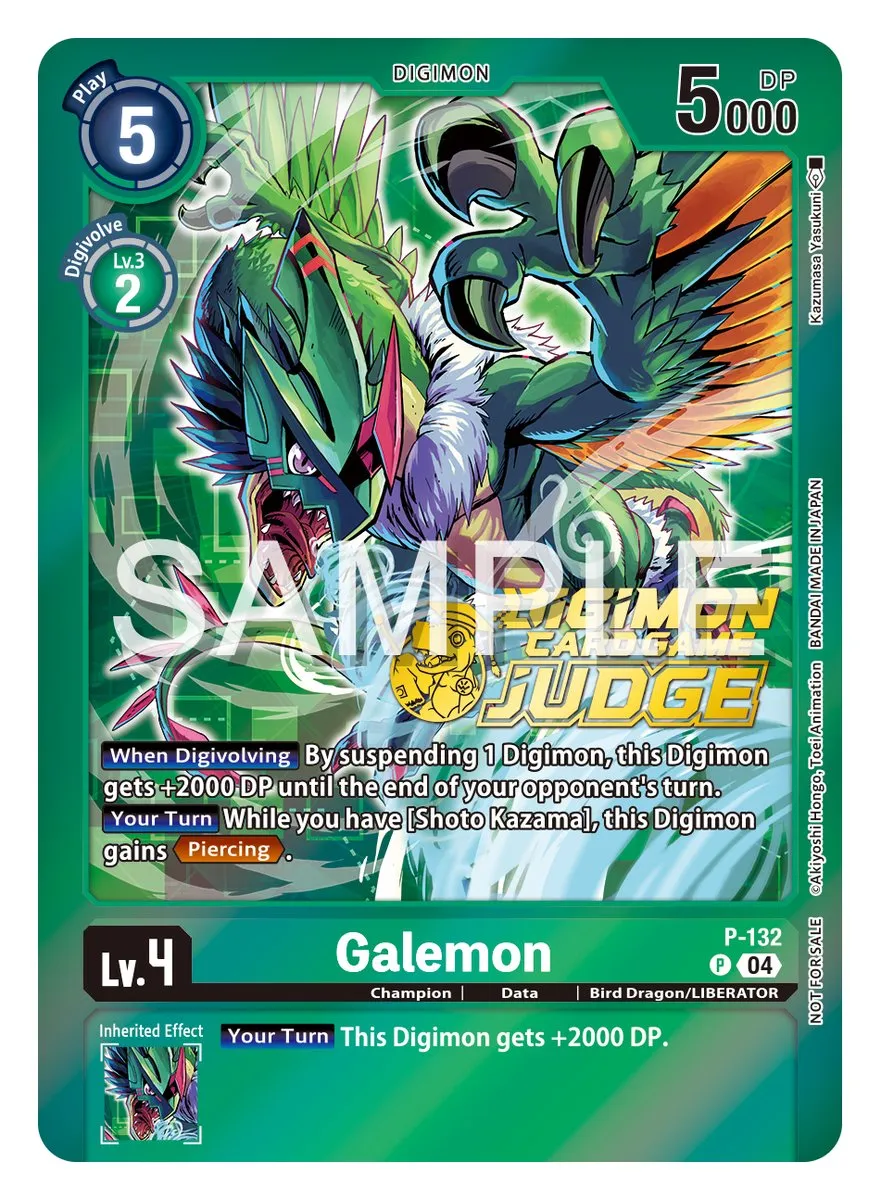 DIGIMON
Play
5
DP
5000
Digivolve
Lv.3
2
Kazumasa Yasukuni
SAMPLE
DIGIMON
CARD GAME
JUDGE
When Digivolving By suspending 1 Digimon, this Digimon
gets +2000 DP until the end of your opponent's turn.
Your Turn While you have [Shoto Kazama], this Digimon
gains Piercing.
©Akiyoshi Hongo, Toei Animation BANDAI MADE IN JAPAN
NOT FOR SALE
Lv.4
Galemon
P-132
P 04
Champion | Data | Bird Dragon/LIBERATOR
Inherited Effect
Your Turn This Digimon gets +2000 DP.